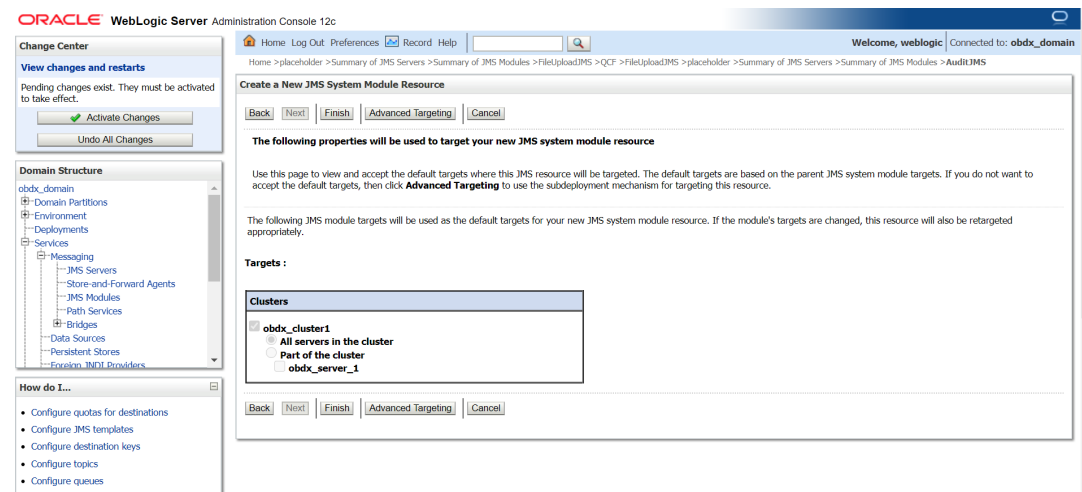 ORACLE WebLogic Server Administration Console 12c
Change Center
View changes and restarts
Pending changes exist. They must be activated
to take effect.
Activate Changes
Undo All Changes
Domain Structure
obdx_domain
Domain Partitions
Environment
Deployments
Services
Messaging
JMS Servers
Store-and-Forward Agents
JMS Modules
Path Services
Bridges
Data Sources
Persistent Stores
Foreign JNDI Providers
How do I...
Configure quotas for destinations
Configure JMS templates
Configure destination keys
Configure topics
Configure queues
Home Log Out Preferences Record Help
Welcome, weblogic Connected to: obdx_domain
Home >placeholder >Summary of JMS Servers >Summary of JMS Modules >FileUploadJMS >QCF >FileUploadJMS >placeholder >Summary of JMS Servers >Summary of JMS Modules >AuditJMS
Create a New JMS System Module Resource
Back Next Finish Advanced Targeting Cancel
The following properties will be used to target your new JMS system module resource
Use this page to view and accept the default targets where this JMS resource will be targeted. The default targets are based on the parent JMS system module targets. If you do not want to
accept the default targets, then click Advanced Targeting to use the subdeployment mechanism for targeting this resource.
The following JMS module targets will be used as the default targets for your new JMS system module resource. If the module's targets are changed, this resource will also be retargeted
appropriately.
Targets :
Clusters
obdx_cluster1
All servers in the cluster
Part of the cluster
obdx_server_1
Back Next Finish Advanced Targeting Cancel